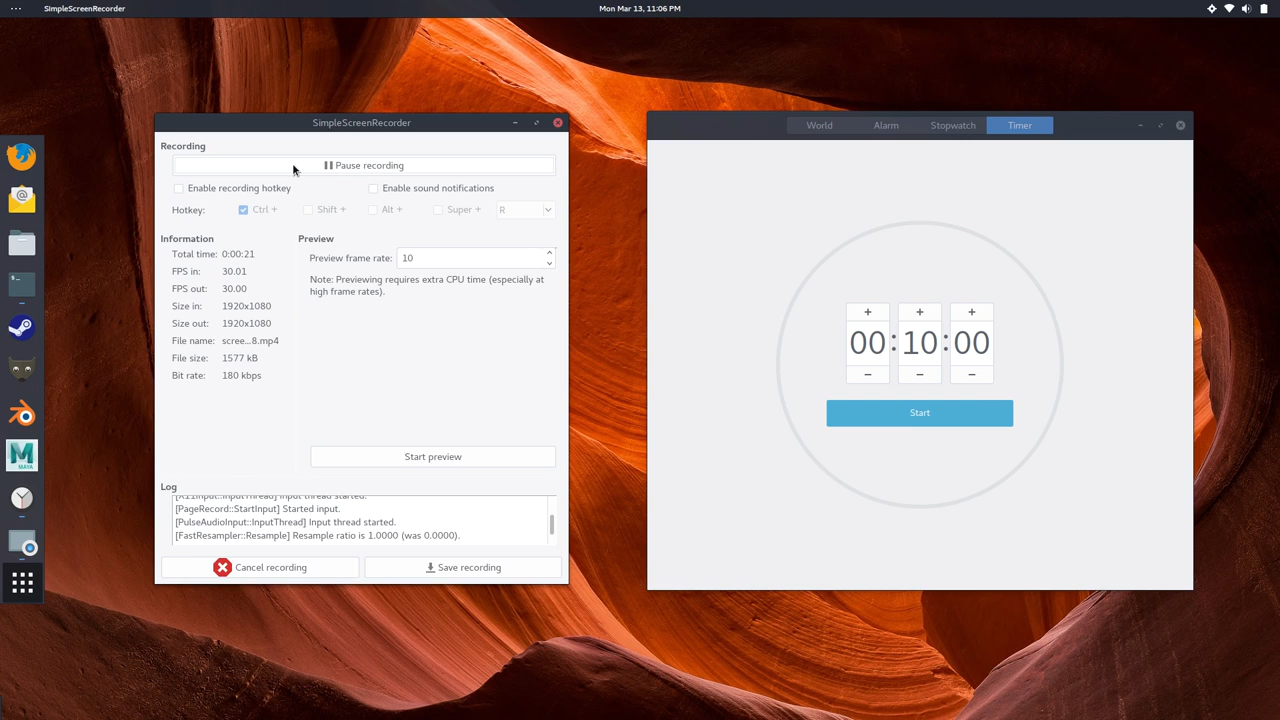 SimpleScreenRecorder
Mon Mar 13, 11:06 PM
SimpleScreenRecorder
Recording
Pause recording
Enable recording hotkey
Enable sound notifications
Hotkey:
Ctrl +
Shift +
Alt +
Super +
R
Information
Total time: 0:00:21
FPS in: 30.01
FPS out: 30.00
Size in: 1920x1080
Size out: 1920x1080
File name: scree...8.mp4
File size: 1577 kB
Bit rate: 180 kbps
Preview
Preview frame rate: 10
Note: Previewing requires extra CPU time (especially at
high frame rates).
Start preview
Log
[X11Input::InputThread] Input thread started.
[PageRecord::StartInput] Started input.
[PulseAudioInput::InputThread] Input thread started.
[FastResampler::Resample] Resample ratio is 1.0000 (was 0.0000).
Cancel recording
Save recording
World
Alarm
Stopwatch
Timer
+ + +
00:10:00
− − −
Start
M
MAYA